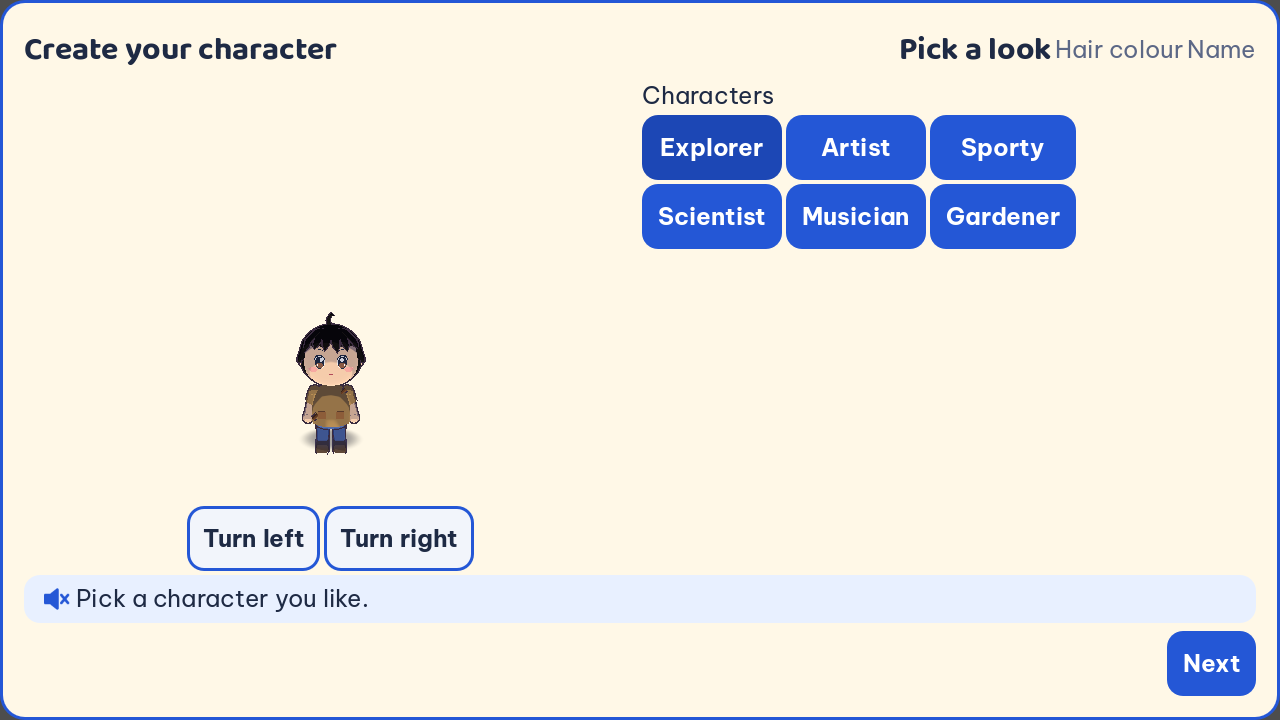 Create your character
Pick a look Hair colour Name
Characters
Explorer Artist Sporty
Scientist Musician Gardener
Turn left Turn right
Pick a character you like.
Next